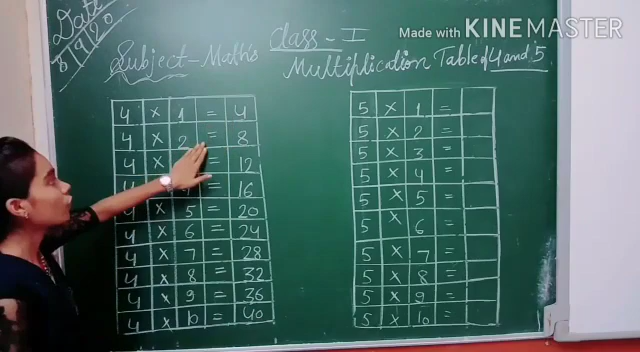 Made with KINEMASTER
Date
8 9 20
Class - I
Subject - Maths
Multiplication Table of 4 and 5
4 × 1 = 4
4 × 2 = 8
4 × = 12
4 = 16
4 × 5 = 20
4 × 6 = 24
4 × 7 = 28
4 × 8 = 32
4 × 9 = 36
4 × 10 = 40
5 × 1 =
5 × 2 =
5 × 3 =
5 × 4 =
5 × 5 =
5 × 6 =
5 × 7 =
5 × 8 =
5 × 9 =
5 × 10 =